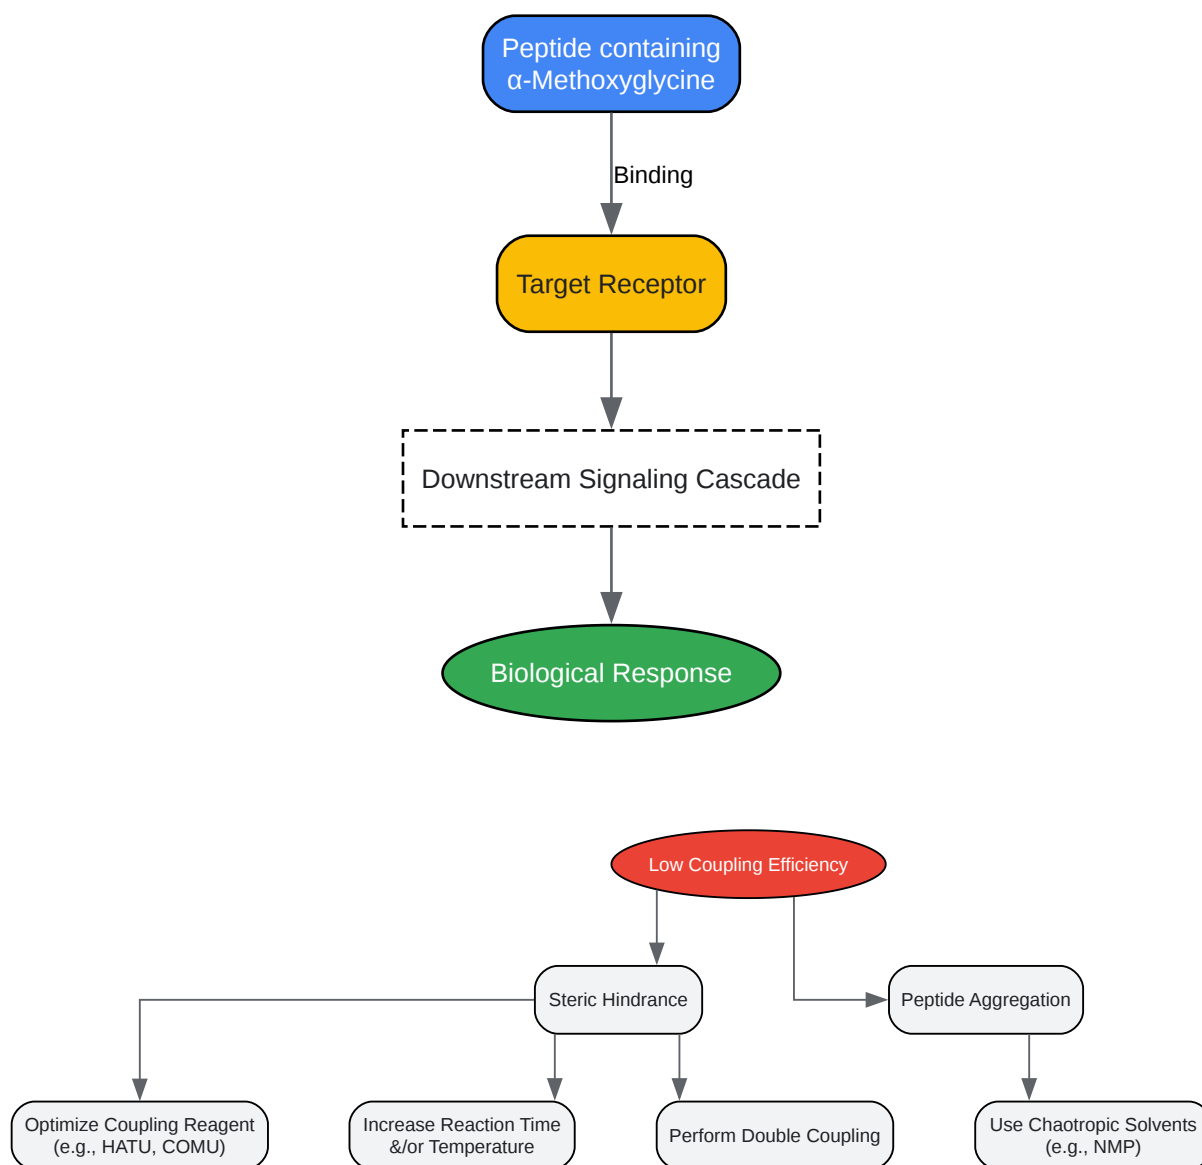 Peptide containing
α-Methoxyglycine
Binding
Target Receptor
Downstream Signaling Cascade
Biological Response
Low Coupling Efficiency
Steric Hindrance
Peptide Aggregation
Optimize Coupling Reagent
(e.g., HATU, COMU)
Increase Reaction Time
&/or Temperature
Perform Double Coupling
Use Chaotropic Solvents
(e.g., NMP)